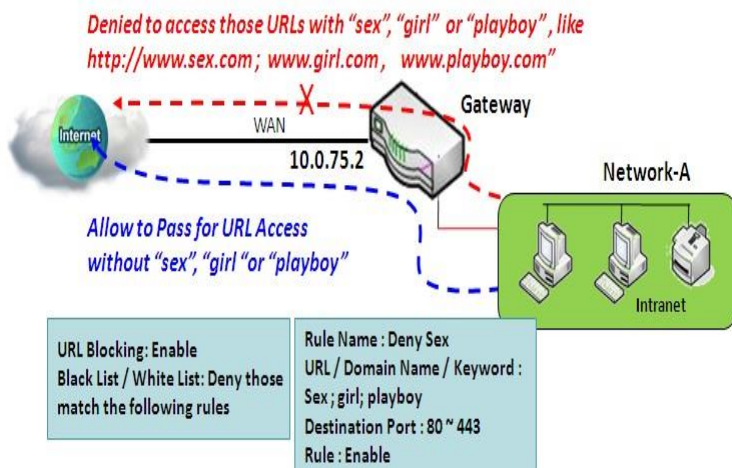 Denied to access those URLs with “sex”, “girl” or “playboy”, like
http://www.sex.com ; www.girl.com , www.playboy.com”
Gateway
Internet
WAN
10.0.75.2
Network-A
Allow to Pass for URL Access
without “sex”, “girl “or “playboy”
Intranet
URL Blocking: Enable
Black List / White List: Deny those
match the following rules
Rule Name : Deny Sex
URL / Domain Name / Keyword :
Sex ; girl; playboy
Destination Port : 80 ~ 443
Rule : Enable